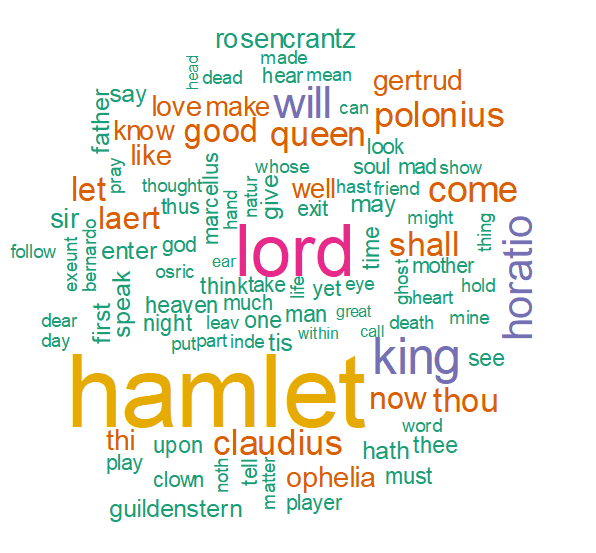 rosencrantz
made
head
dead
hear
mean
gertrud
say
love
make
will
can
polonius
father
know
good
queen
like
look
pray
whose
soul
mad
show
let
thought
marcellus
hand
natur
give
well
hast
friend
come
sir
laert
thus
exit
may
might
follow
exeunt
bernardo
enter
god
lord
time
shall
thing
horatio
osric
ear
ghost
mother
speak
think
take
life
yet
eye
heart
hold
first
heaven
much
man
great
dear
night
leav
one
death
mine
day
put
part
inde
tis
within
call
king
see
hamlet
now
thou
word
thi
upon
claudius
hath
thee
play
clown
noth
tell
matter
ophelia
must
guildenstern
player